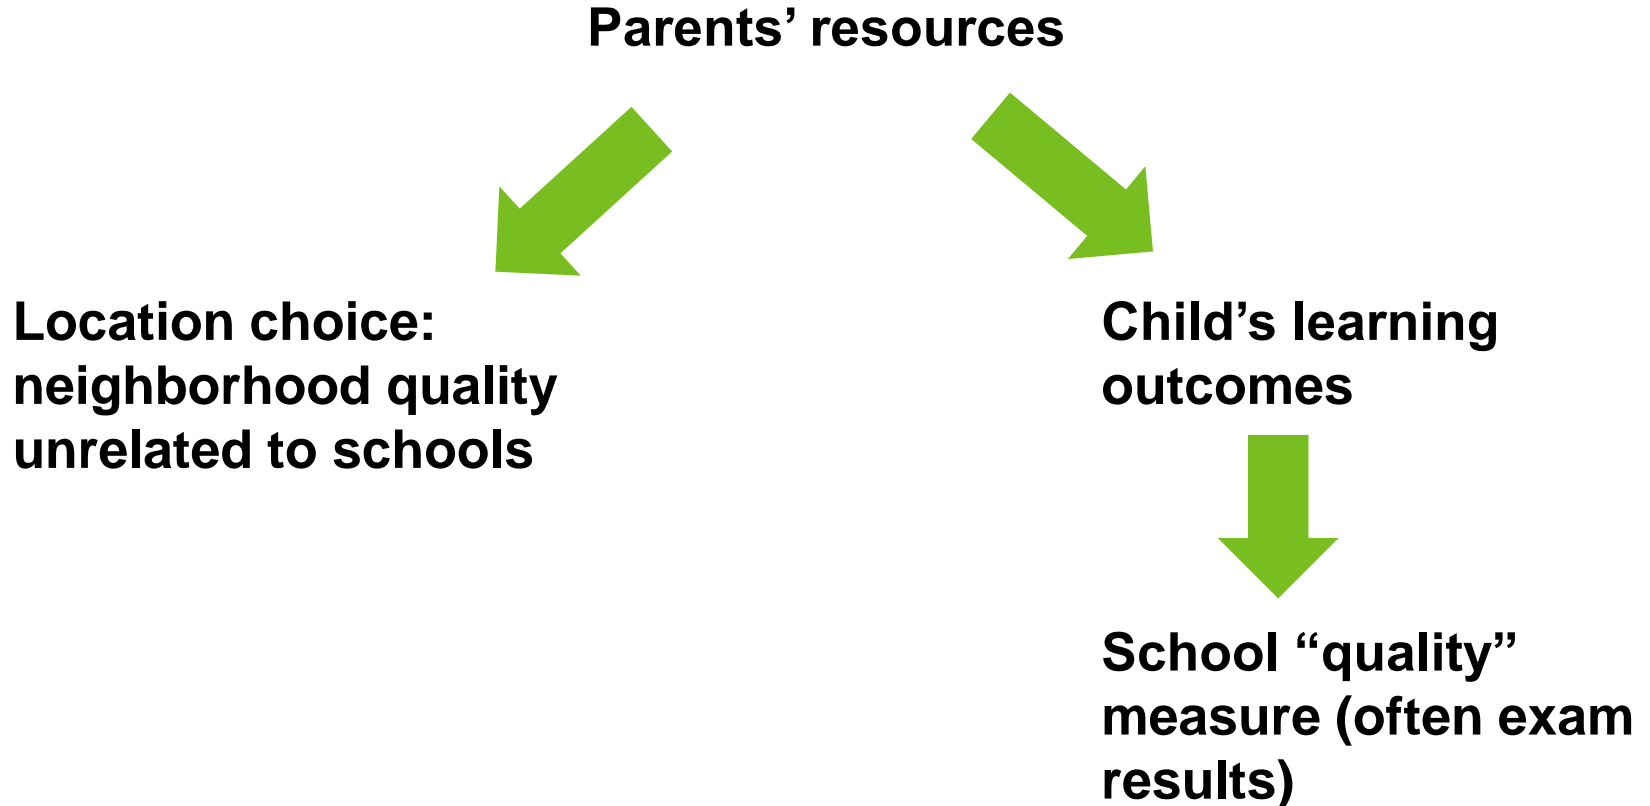 Parents’ resources
Location choice:
neighborhood quality
unrelated to schools
Child’s learning
outcomes
School “quality”
measure (often exam
results)